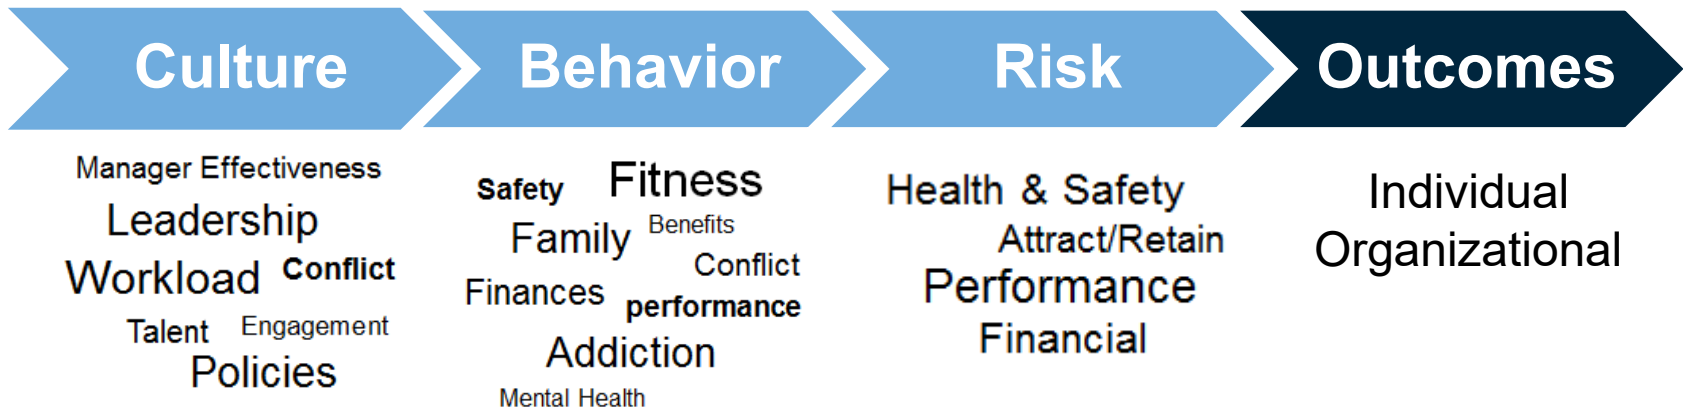 Culture
Behavior
Risk
Outcomes
Manager Effectiveness
Leadership
Workload Conflict
Talent Engagement
Policies
Safety Fitness
Family Benefits
Conflict
Finances performance
Addiction
Mental Health
Health & Safety
Attract/Retain
Performance
Financial
Individual
Organizational